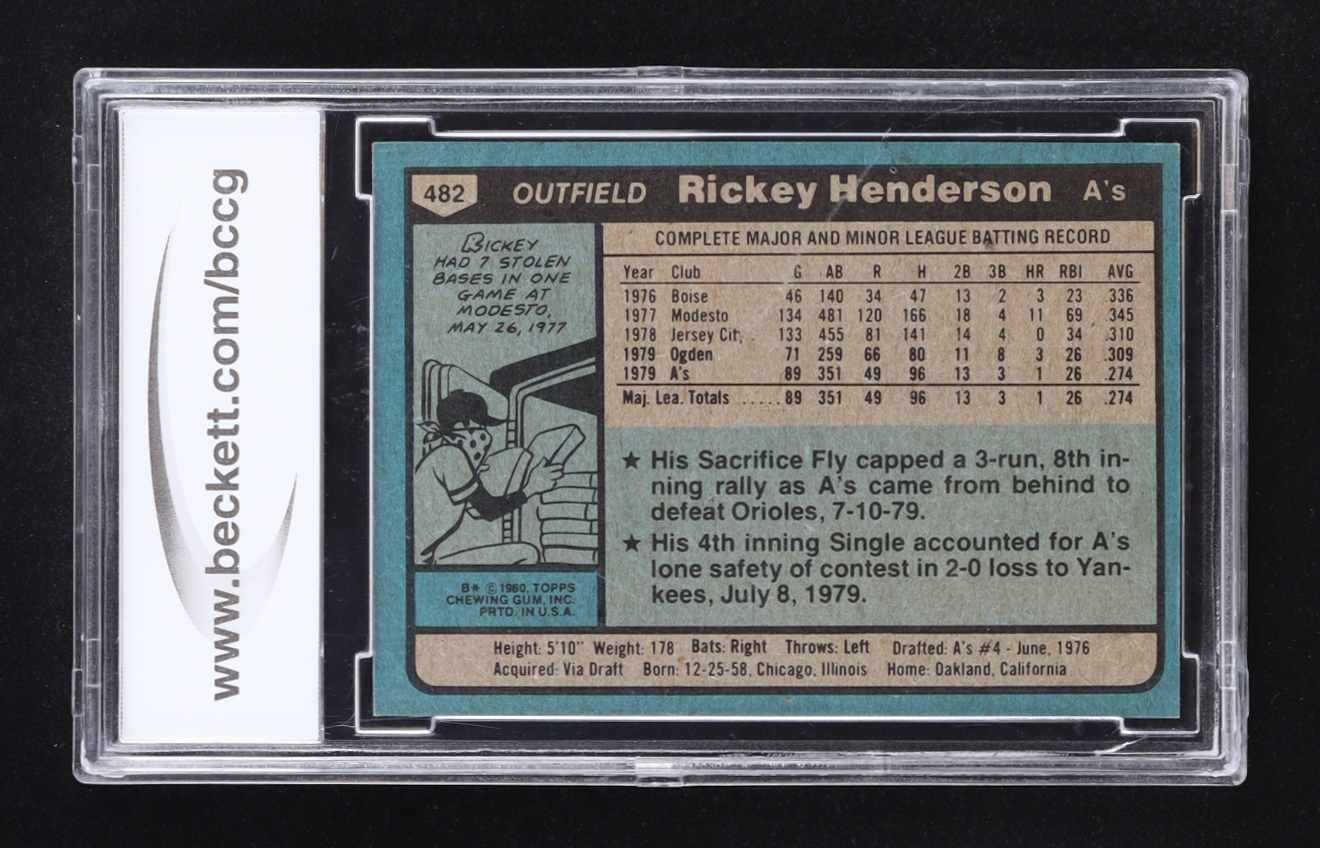 www.beckett.com/bccg
482 OUTFIELD Rickey Henderson A's
RICKEY
HAD 7 STOLEN
BASES IN ONE
GAME AT
MODESTO,
MAY 26, 1977
B* © 1980, TOPPS
CHEWING GUM, INC.
PRTD. IN U.S.A.
COMPLETE MAJOR AND MINOR LEAGUE BATTING RECORD
Year Club G AB R H 2B 3B HR RBI AVG
1976 Boise 46 140 34 47 13 2 3 23 .336
1977 Modesto 134 481 120 166 18 4 11 69 .345
1978 Jersey City 133 455 81 141 14 4 0 34 .310
1979 Ogden 71 259 66 80 11 8 3 26 .309
1979 A's 89 351 49 96 13 3 1 26 .274
Maj. Lea. Totals ..... 89 351 49 96 13 3 1 26 .274
★ His Sacrifice Fly capped a 3-run, 8th in-
ning rally as A's came from behind to
defeat Orioles, 7-10-79.
★ His 4th inning Single accounted for A's
lone safety of contest in 2-0 loss to Yan-
kees, July 8, 1979.
Height: 5'10" Weight: 178 Bats: Right Throws: Left Drafted: A's #4 - June, 1976
Acquired: Via Draft Born: 12-25-58, Chicago, Illinois Home: Oakland, California